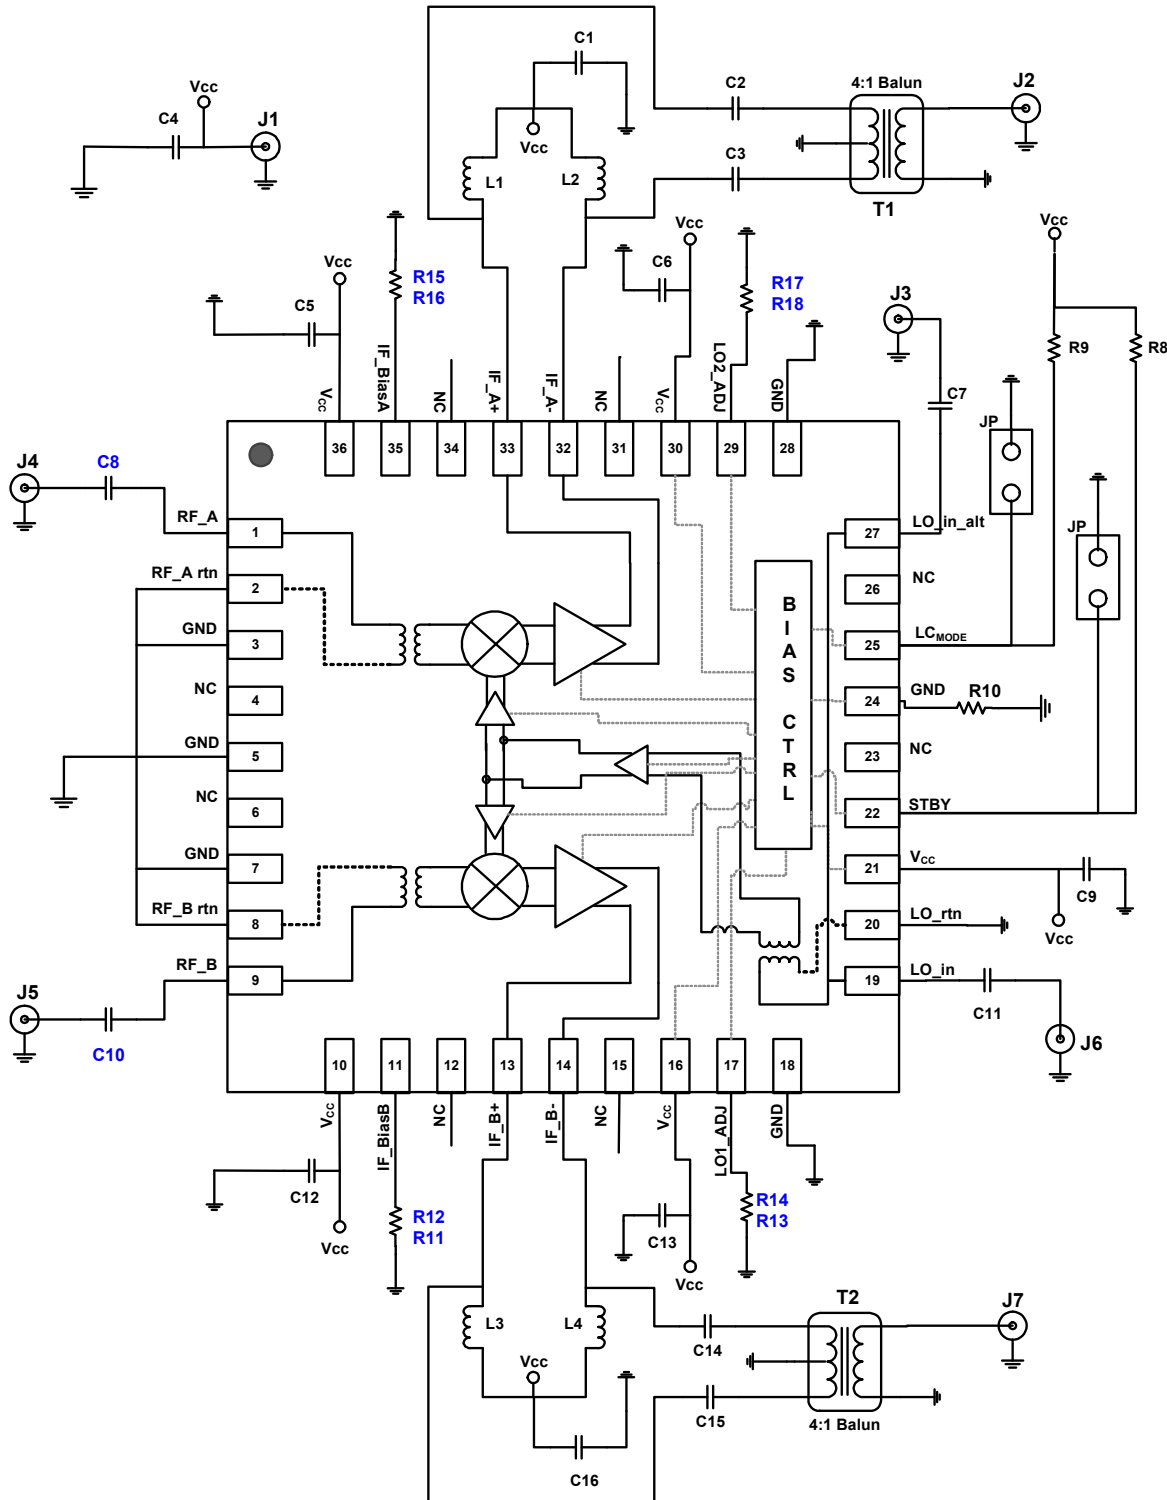 C1
4:1 Balun
C2
J2
Vcc
C4
J1
Vcc
C3
L1
L2
T1
Vcc
Vcc
C6
R17
R18
Vcc
R15
R16
C5
J3
R9
R8
C7
JP
JP
VCC
IF_BiasA
NC
IF_A+
IF_A-
NC
VCC
LO2_ADJ
GND
36
35
34
33
32
31
30
29
28
J4
C8
RF_A
1
RF_A rtn
2
GND
3
NC
4
GND
5
NC
6
GND
7
RF_B rtn
8
RF_B
9
J5
C10
BIAS CTRL
27
LO_in_alt
26
NC
25
LCMODE
24
GND
R10
23
NC
22
STBY
21
VCC
C9
Vcc
20
LO_rtn
19
LO_in
C11
J6
10
11
12
13
14
15
16
17
18
VCC
IF_BiasB
NC
IF_B+
IF_B-
NC
VCC
LO1_ADJ
GND
C12
Vcc
R12
R11
C13
Vcc
R14
R13
L3
L4
Vcc
C14
T2
J7
C15
4:1 Balun
C16